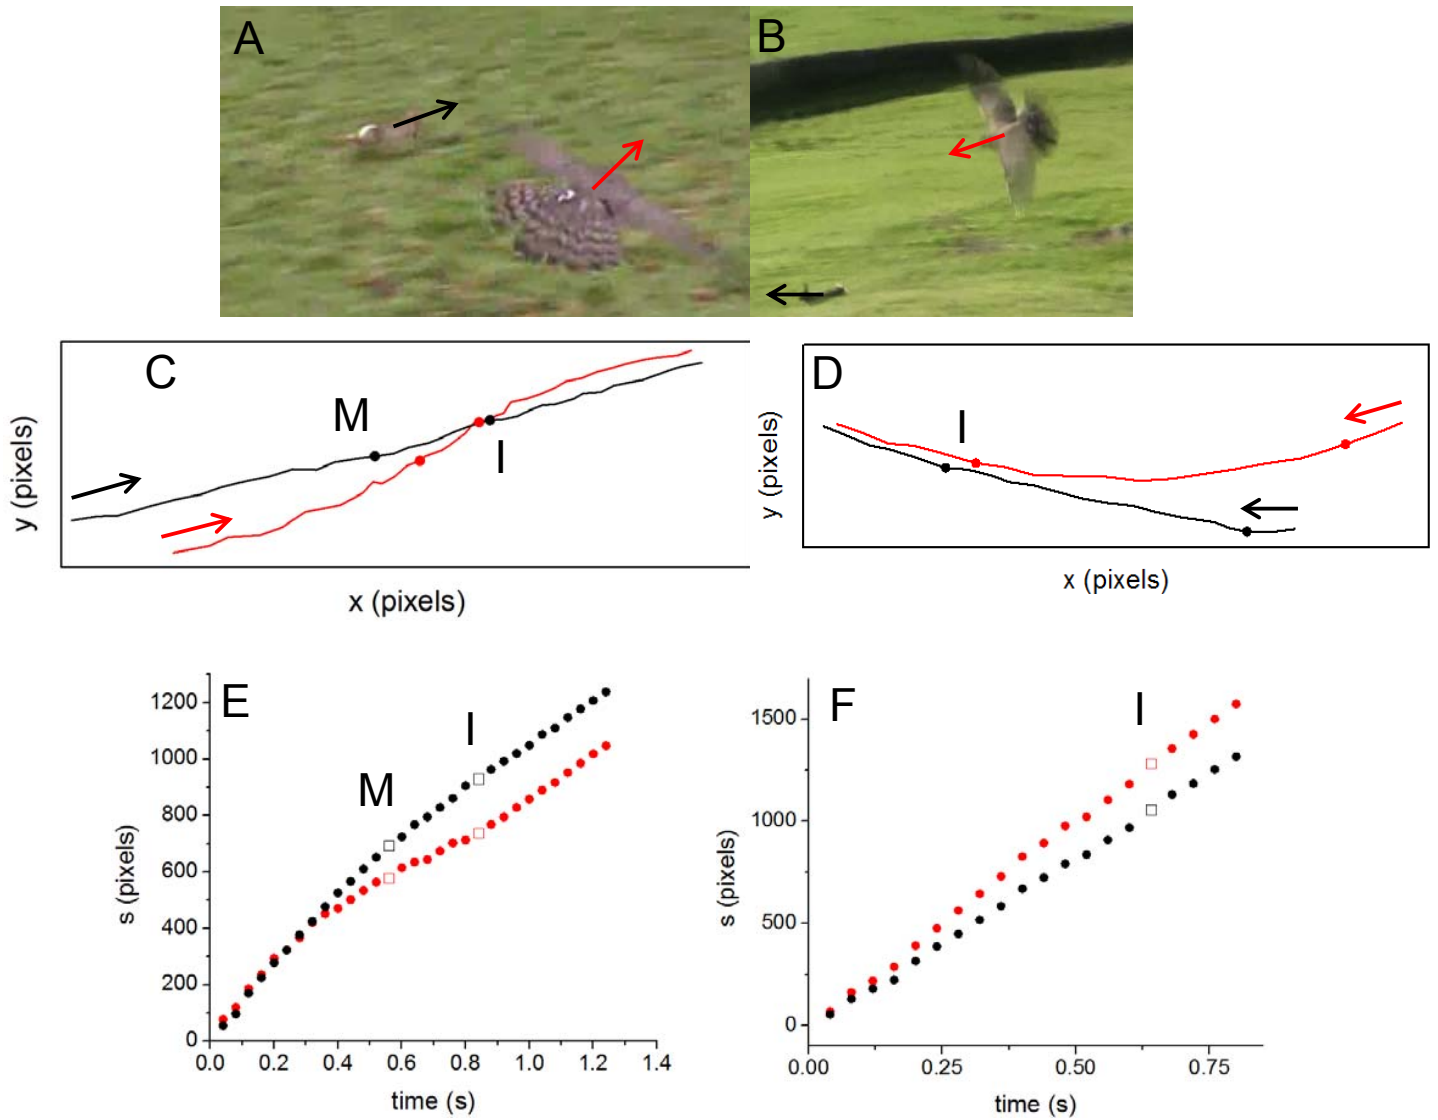 A
B
C
M
I
y (pixels)
x (pixels)
D
I
y (pixels)
x (pixels)
E
I
M
1200
1000
800
600
400
200
0
s (pixels)
0.0 0.2 0.4 0.6 0.8 1.0 1.2 1.4
time (s)
F
I
1500
1000
500
0
s (pixels)
0.00 0.25 0.50 0.75
time (s)